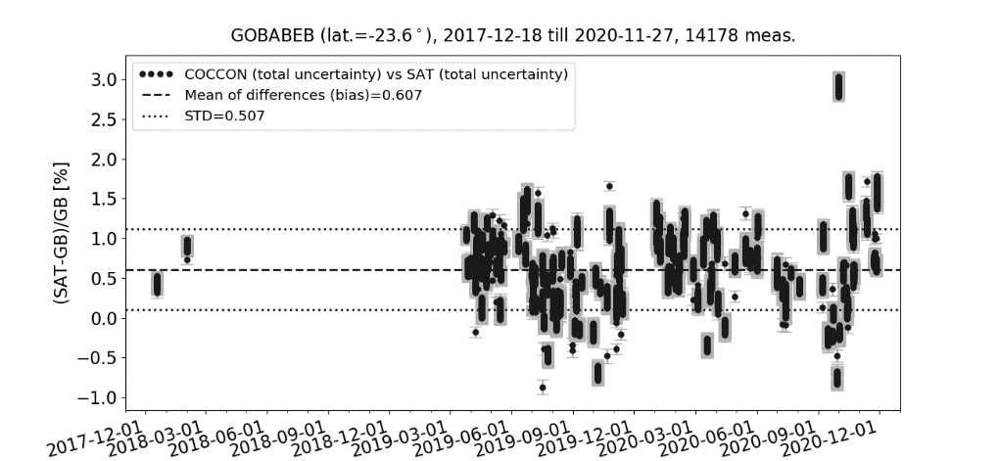 GOBABEB (lat.=-23.6°), 2017-12-18 till 2020-11-27, 14178 meas.
COCCON (total uncertainty) vs SAT (total uncertainty)
Mean of differences (bias)=0.607
STD=0.507
(SAT-GB)/GB [%]
3.0
2.5
2.0
1.5
1.0
0.5
0.0
−0.5
−1.0
2017-12-01 2018-03-01 2018-06-01 2018-09-01 2018-12-01 2019-03-01 2019-06-01 2019-09-01 2019-12-01 2020-03-01 2020-06-01 2020-09-01 2020-12-01